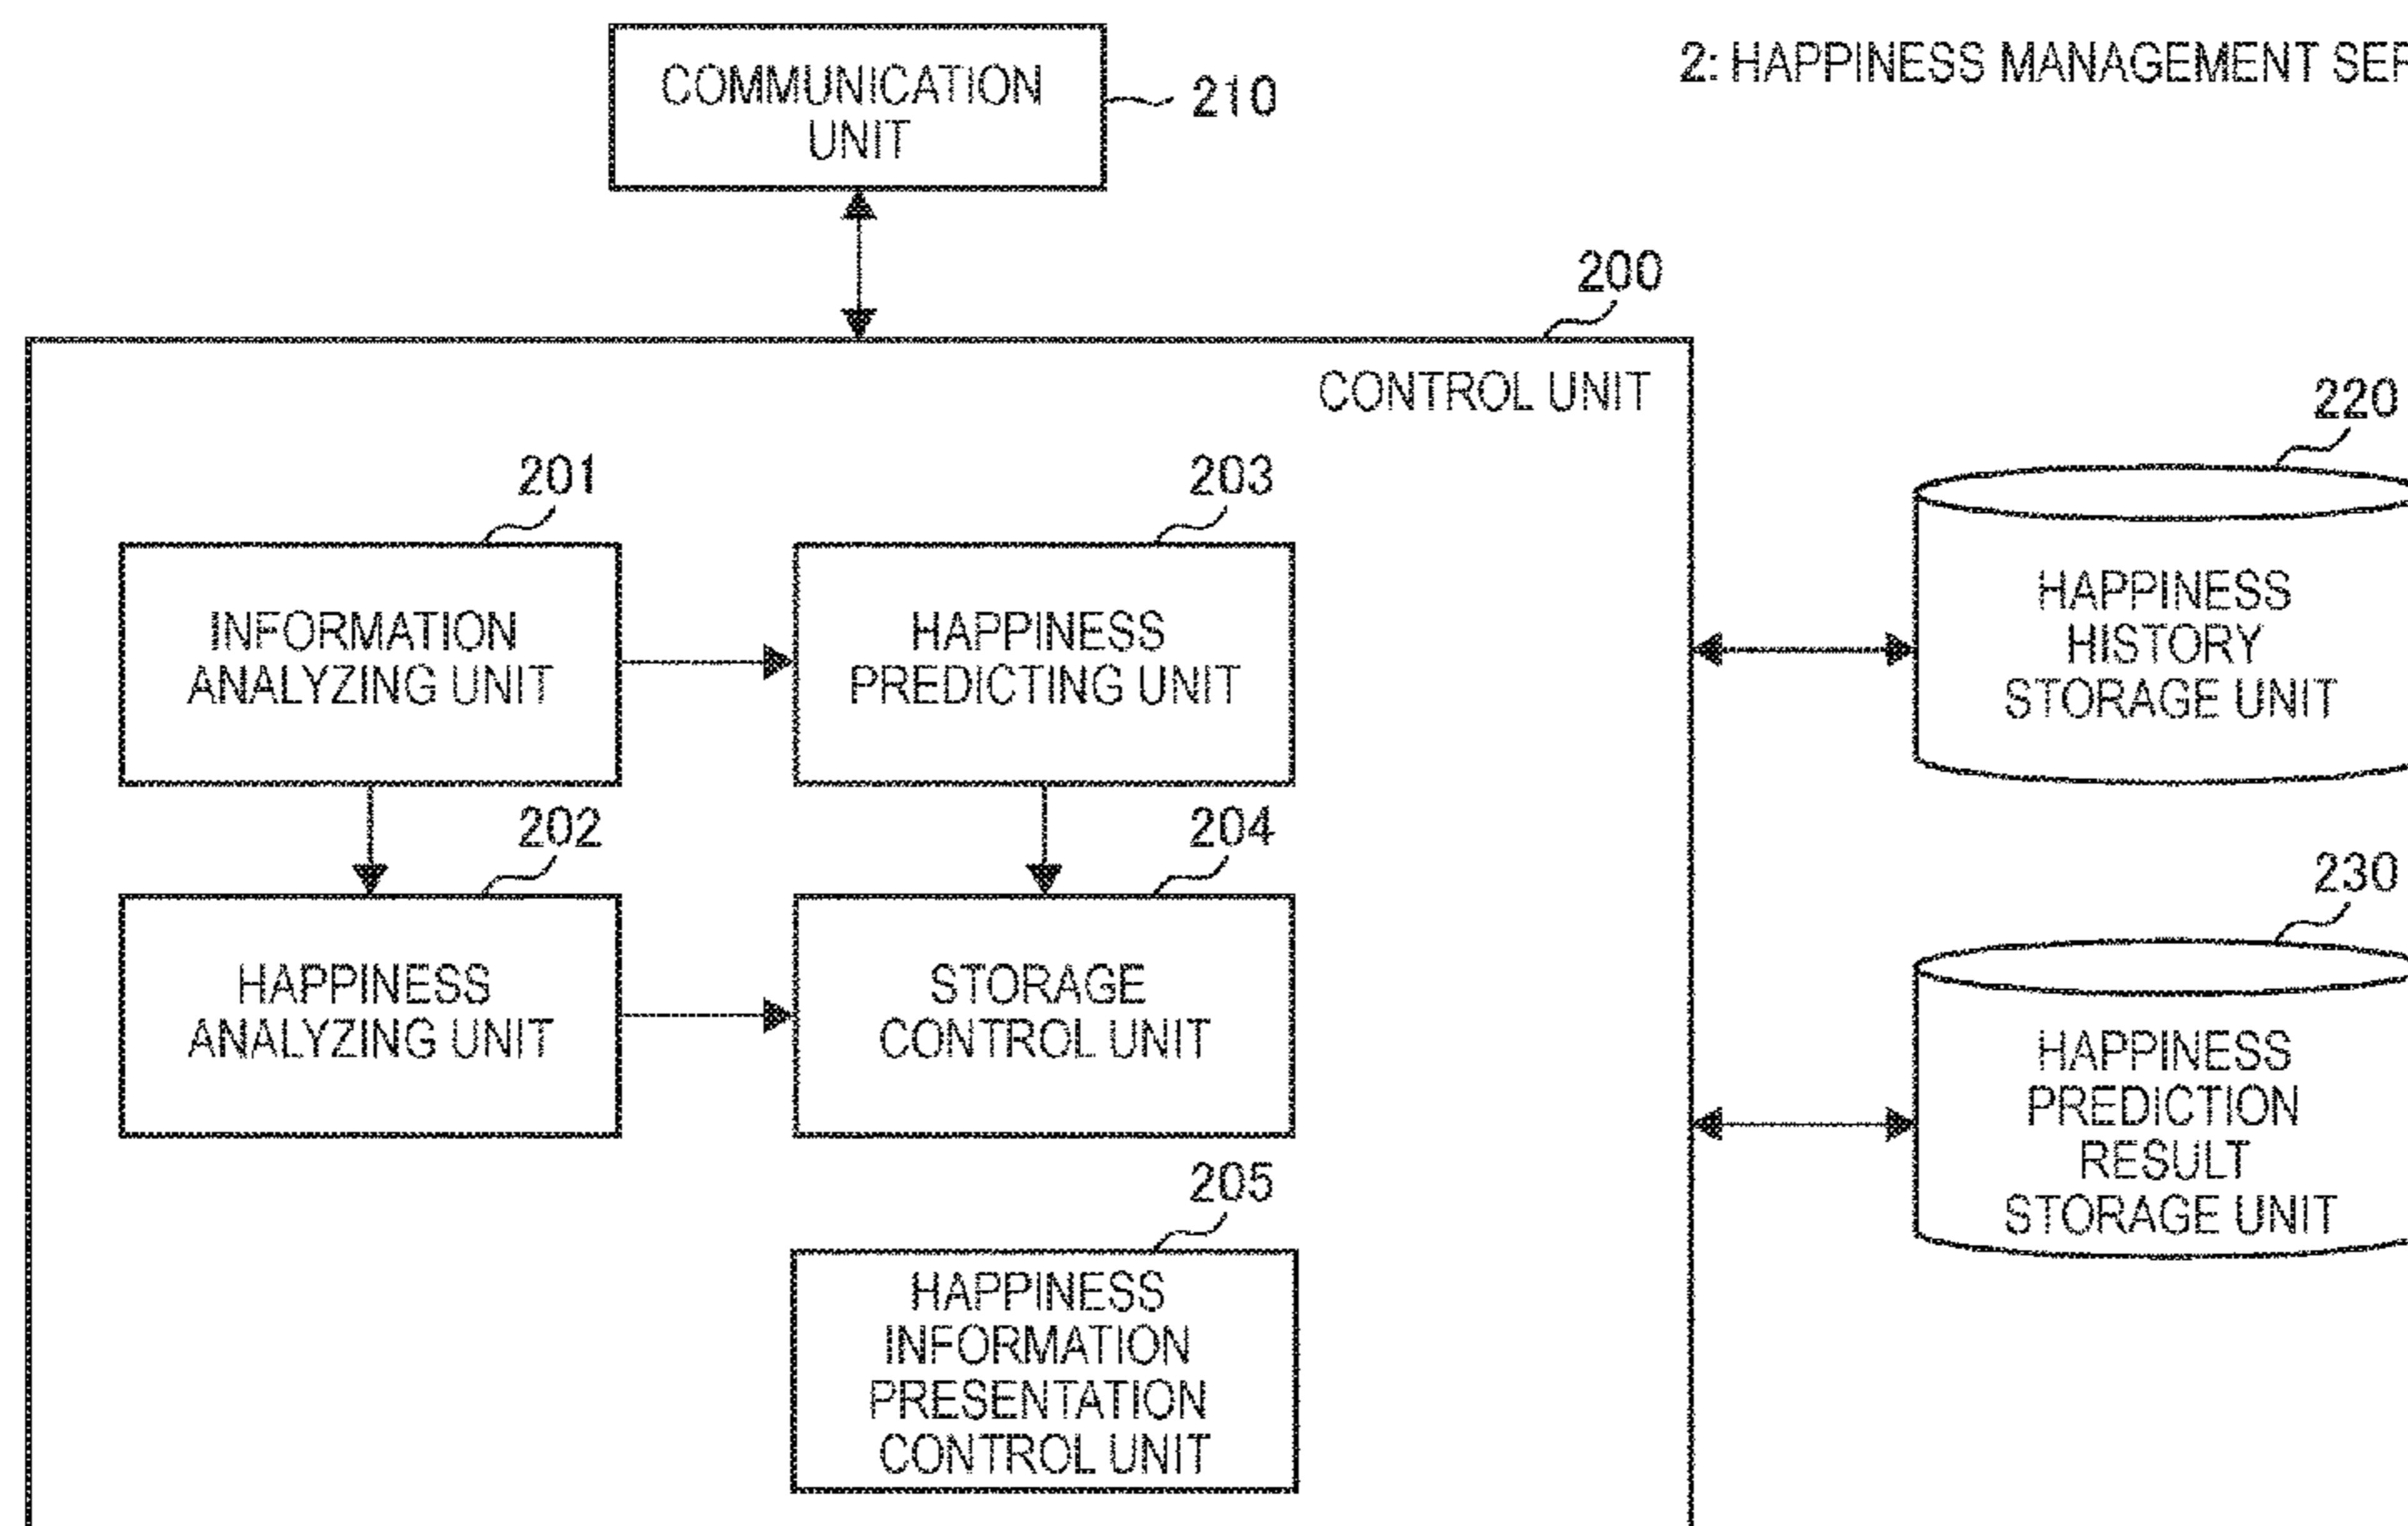 2: HAPPINESS MANAGEMENT SER
COMMUNICATION
UNIT
210
200
CONTROL UNIT
201
INFORMATION
ANALYZING UNIT
203
HAPPINESS
PREDICTING UNIT
202
HAPPINESS
ANALYZING UNIT
204
STORAGE
CONTROL UNIT
205
HAPPINESS
INFORMATION
PRESENTATION
CONTROL UNIT
220
HAPPINESS
HISTORY
STORAGE UNIT
230
HAPPINESS
PREDICTION
RESULT
STORAGE UNIT